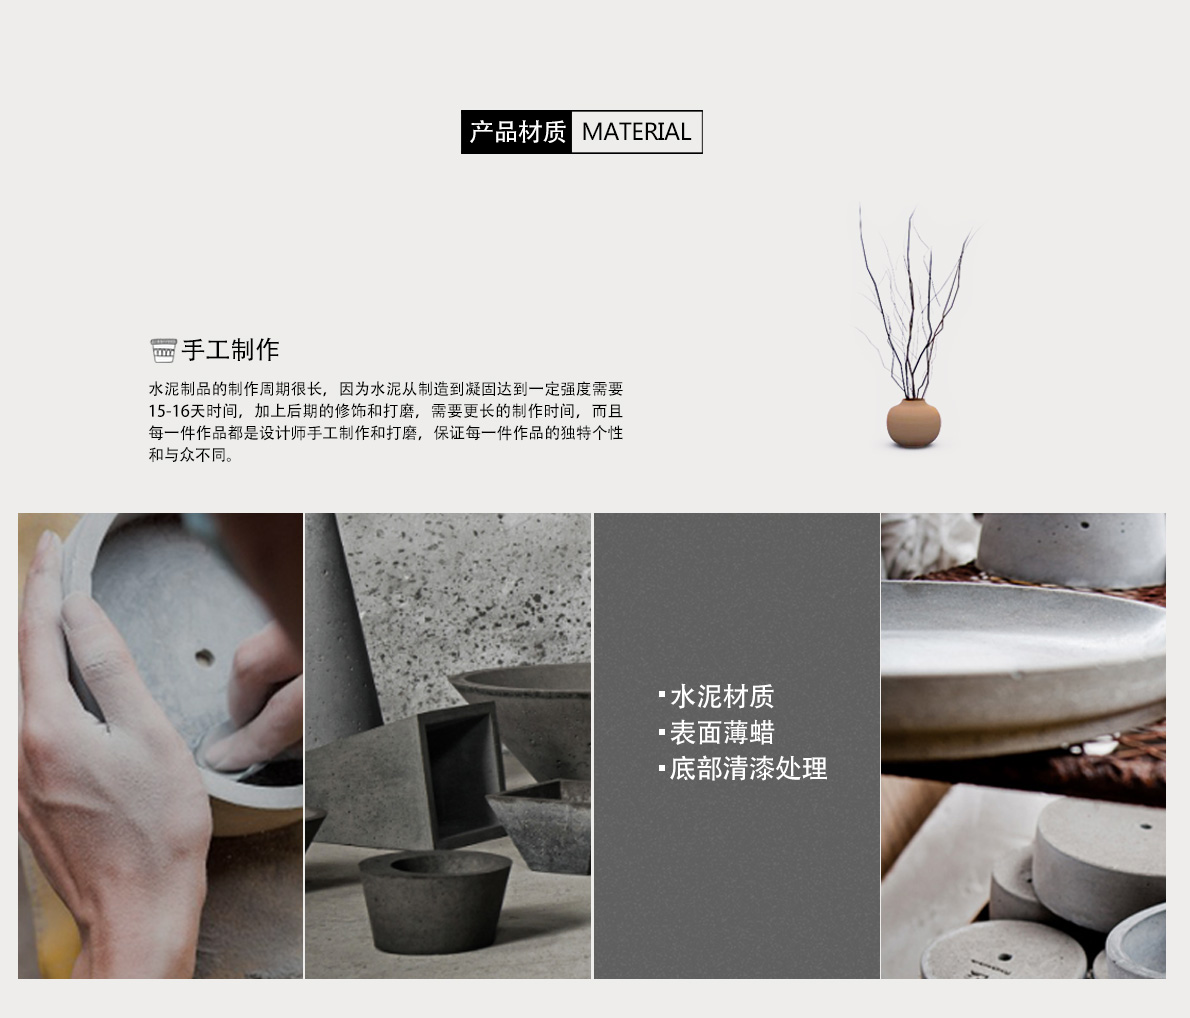 产品材质 MATERIAL
手工制作
水泥制品的制作周期很长，因为水泥从制造到凝固达到一定强度需要
15-16天时间，加上后期的修饰和打磨，需要更长的制作时间，而且
每一件作品都是设计师手工制作和打磨，保证每一件作品的独特个性
和与众不同。
▪水泥材质
▪表面薄蜡
▪底部清漆处理